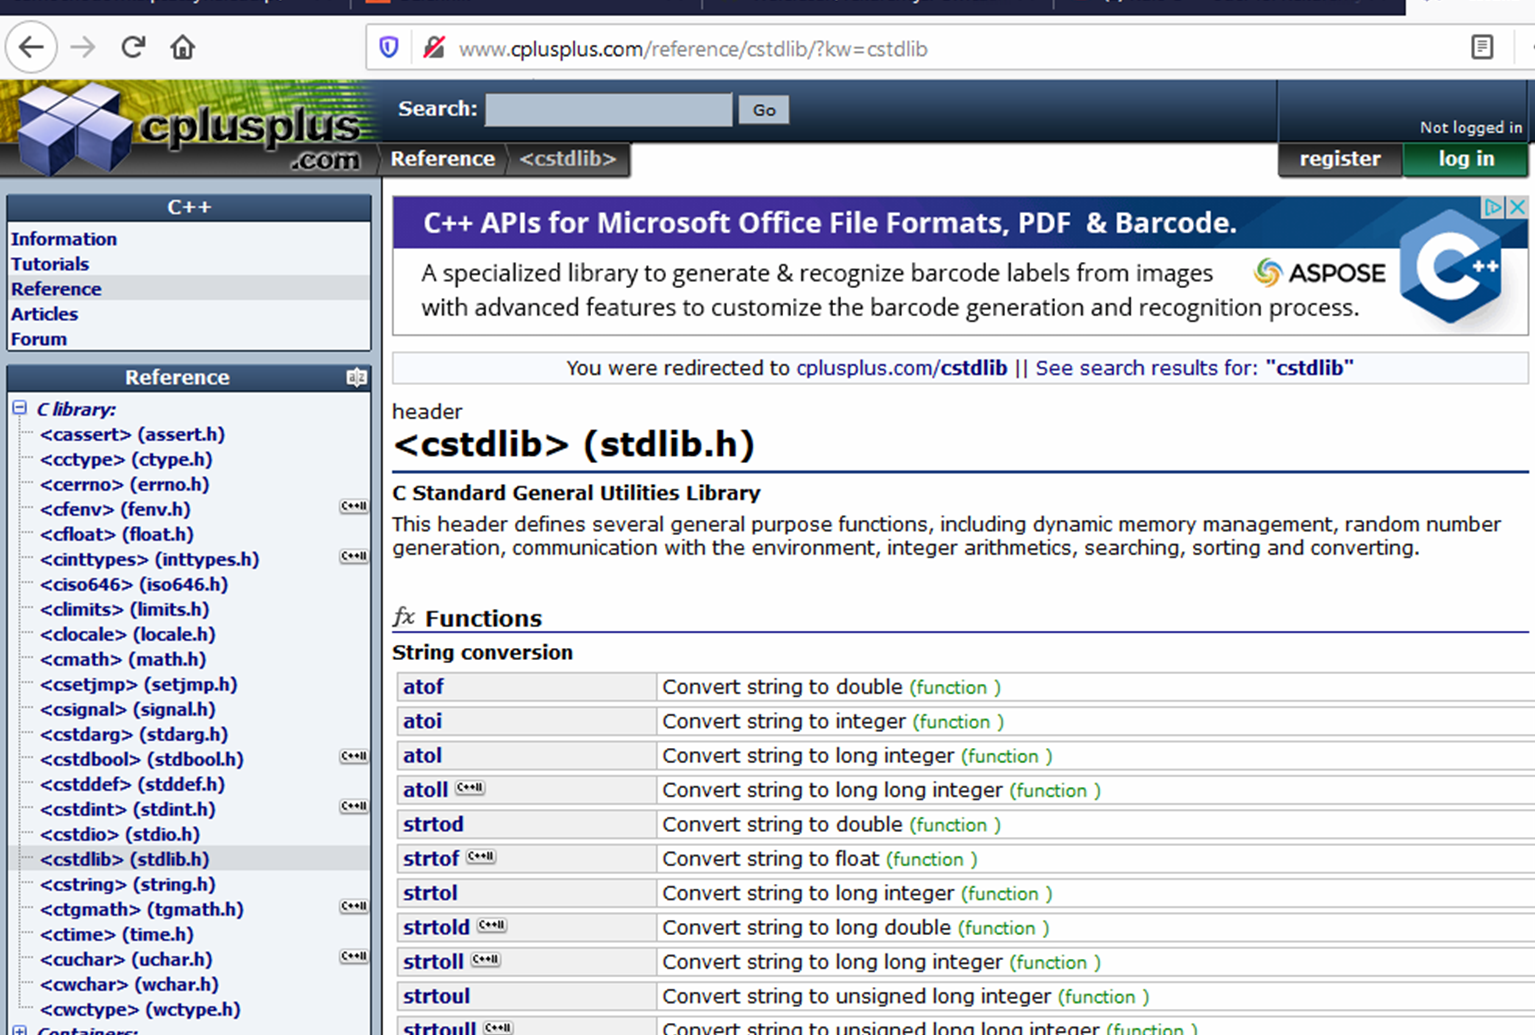 www.cplusplus.com/reference/cstdlib/?kw=cstdlib
cplusplus
.com
Search:
Go
Not logged in
Reference
<cstdlib>
register
log in
C++
Information
Tutorials
Reference
Articles
Forum
Reference
C library:
<cassert> (assert.h)
<cctype> (ctype.h)
<cerrno> (errno.h)
<cfenv> (fenv.h) C++11
<cfloat> (float.h)
<cinttypes> (inttypes.h) C++11
<ciso646> (iso646.h)
<climits> (limits.h)
<clocale> (locale.h)
<cmath> (math.h)
<csetjmp> (setjmp.h)
<csignal> (signal.h)
<cstdarg> (stdarg.h)
<cstdbool> (stdbool.h) C++11
<cstddef> (stddef.h)
<cstdint> (stdint.h) C++11
<cstdio> (stdio.h)
<cstdlib> (stdlib.h)
<cstring> (string.h)
<ctgmath> (tgmath.h) C++11
<ctime> (time.h)
<cuchar> (uchar.h) C++11
<cwchar> (wchar.h)
<cwctype> (wctype.h)
Containers:
C++ APIs for Microsoft Office File Formats, PDF & Barcode.
A specialized library to generate & recognize barcode labels from images
with advanced features to customize the barcode generation and recognition process.
ASPOSE
C++
You were redirected to cplusplus.com/cstdlib || See search results for: "cstdlib"
header
<cstdlib> (stdlib.h)
C Standard General Utilities Library
This header defines several general purpose functions, including dynamic memory management, random number
generation, communication with the environment, integer arithmetics, searching, sorting and converting.
fx Functions
String conversion
atof Convert string to double (function )
atoi Convert string to integer (function )
atol Convert string to long integer (function )
atoll C++11 Convert string to long long integer (function )
strtod Convert string to double (function )
strtof C++11 Convert string to float (function )
strtol Convert string to long integer (function )
strtold C++11 Convert string to long double (function )
strtoll C++11 Convert string to long long integer (function )
strtoul Convert string to unsigned long integer (function )
strtoull C++11 Convert string to unsigned long long integer (function )